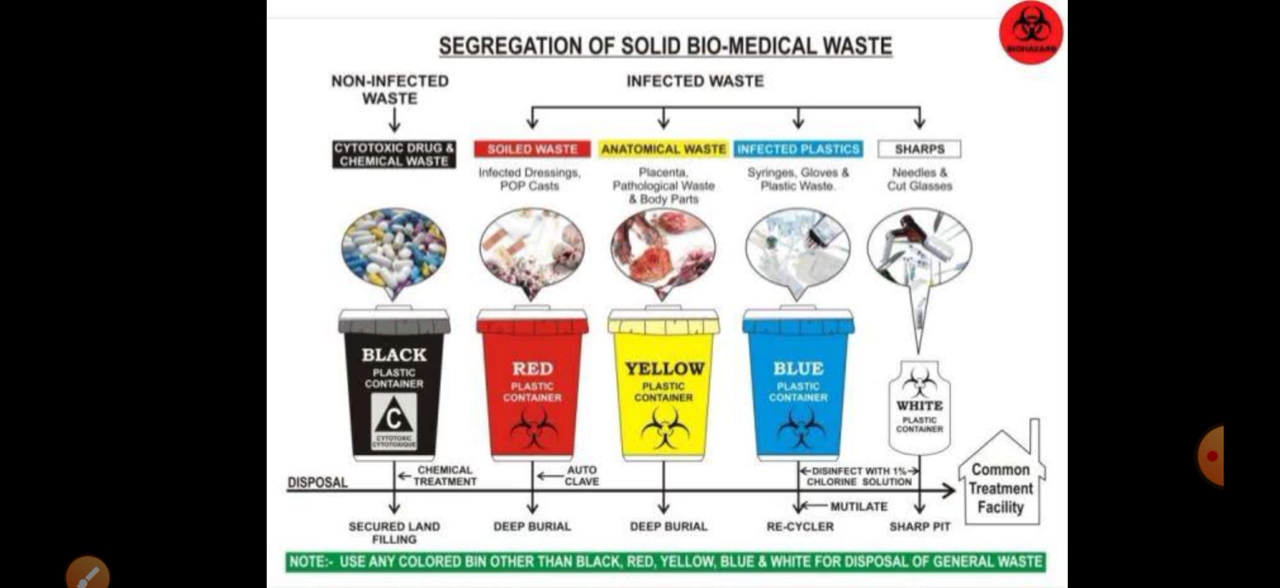 SEGREGATION OF SOLID BIO-MEDICAL WASTE
BIOHAZARD
NON-INFECTED
WASTE
INFECTED WASTE
CYTOTOXIC DRUG &
CHEMICAL WASTE
SOILED WASTE
Infected Dressings,
POP Casts
ANATOMICAL WASTE
Placenta,
Pathological Waste
& Body Parts
INFECTED PLASTICS
Syringes, Gloves &
Plastic Waste.
SHARPS
Needles &
Cut Glasses
BLACK
PLASTIC
CONTAINER
C
CYTOTOXIC
CYTOTOXIQUE
RED
PLASTIC
CONTAINER
YELLOW
PLASTIC
CONTAINER
BLUE
PLASTIC
CONTAINER
WHITE
PLASTIC
CONTAINER
DISPOSAL
CHEMICAL
TREATMENT
AUTO
CLAVE
DISINFECT WITH 1%
CHLORINE SOLUTION
MUTILATE
Common
Treatment
Facility
SECURED LAND
FILLING
DEEP BURIAL
DEEP BURIAL
RE-CYCLER
SHARP PIT
NOTE:- USE ANY COLORED BIN OTHER THAN BLACK, RED, YELLOW, BLUE & WHITE FOR DISPOSAL OF GENERAL WASTE